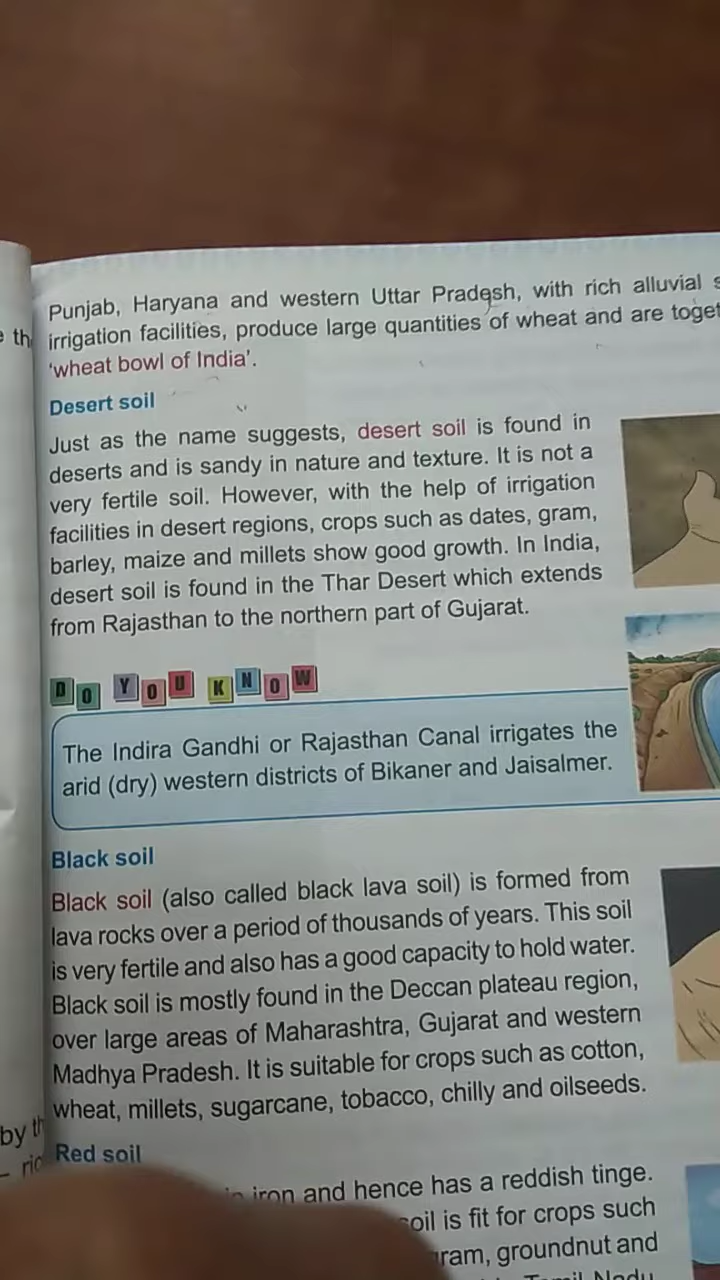 Punjab, Haryana and western Uttar Pradesh, with rich alluvial
irrigation facilities, produce large quantities of wheat and are
'wheat bowl of India'.
Desert soil
Just as the name suggests, desert soil is found in
deserts and is sandy in nature and texture. It is not a
very fertile soil. However, with the help of irrigation
facilities in desert regions, crops such as dates, gram,
barley, maize and millets show good growth. In India,
desert soil is found in the Thar Desert which extends
from Rajasthan to the northern part of Gujarat.
DO YOU KNOW
The Indira Gandhi or Rajasthan Canal irrigates the
arid (dry) western districts of Bikaner and Jaisalmer.
Black soil
Black soil (also called black lava soil) is formed from
lava rocks over a period of thousands of years. This soil
is very fertile and also has a good capacity to hold water.
Black soil is mostly found in the Deccan plateau region,
over large areas of Maharashtra, Gujarat and western
Madhya Pradesh. It is suitable for crops such as cotton,
wheat, millets, sugarcane, tobacco, chilly and oilseeds.
by
Red soil
iron and hence has a reddish tinge.
soil is fit for crops such
groundnut and
Tamil Nadu